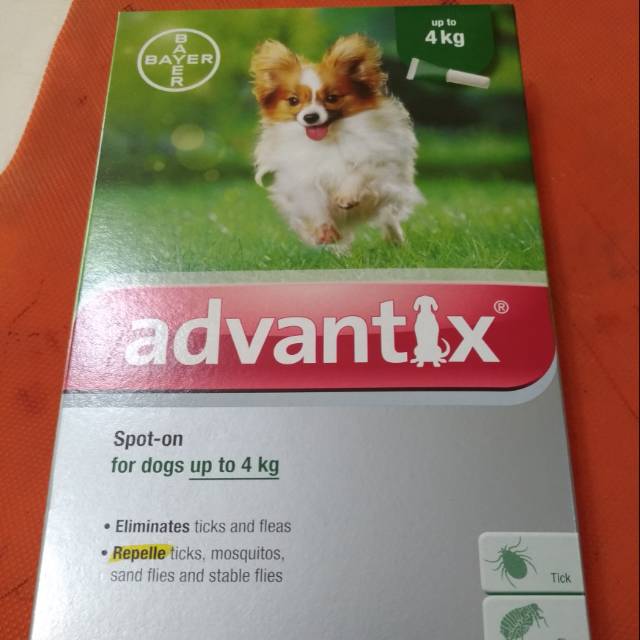 BAYER
BAYER
up to
4 kg
advantix®
Spot-on
for dogs up to 4 kg
• Eliminates ticks and fleas
• Repelle ticks, mosquitos,
sand flies and stable flies
Tick